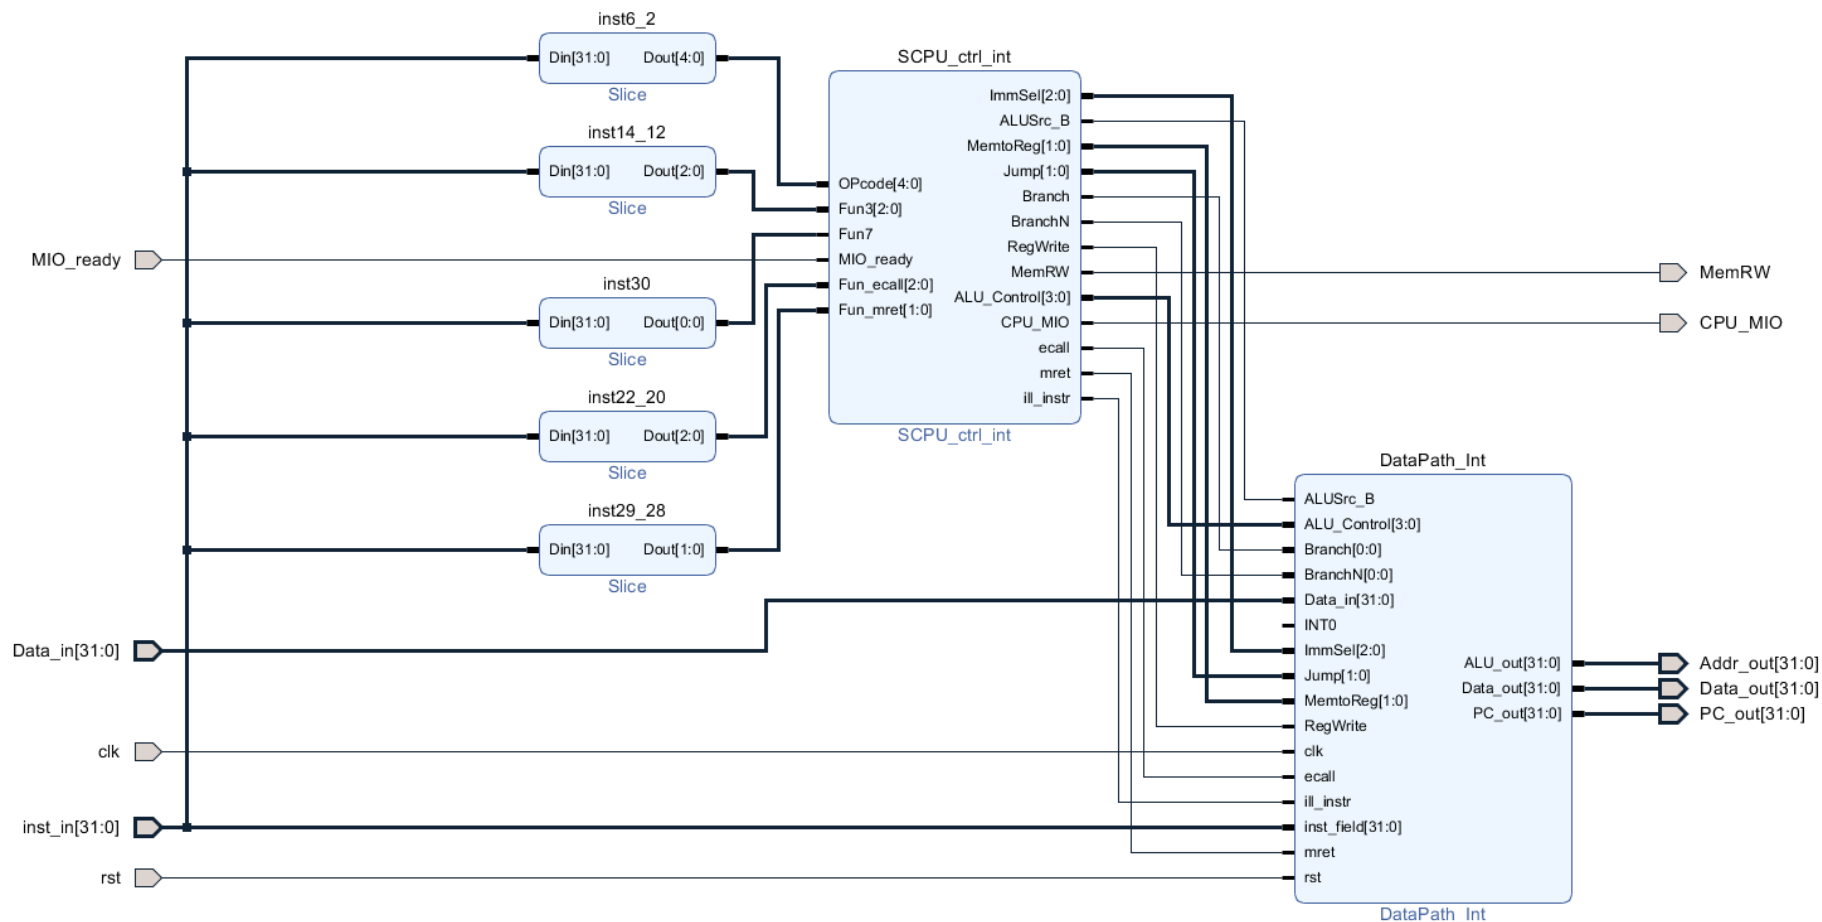 inst6_2
Din[31:0] Dout[4:0]
Slice
inst14_12
Din[31:0] Dout[2:0]
Slice
MIO_ready
inst30
Din[31:0] Dout[0:0]
Slice
inst22_20
Din[31:0] Dout[2:0]
Slice
inst29_28
Din[31:0] Dout[1:0]
Slice
Data_in[31:0]
clk
inst_in[31:0]
rst
SCPU_ctrl_int
OPcode[4:0]
Fun3[2:0]
Fun7
MIO_ready
Fun_ecall[2:0]
Fun_mret[1:0]
ImmSel[2:0]
ALUSrc_B
MemtoReg[1:0]
Jump[1:0]
Branch
BranchN
RegWrite
MemRW
ALU_Control[3:0]
CPU_MIO
ecall
mret
ill_instr
SCPU_ctrl_int
DataPath_Int
ALUSrc_B
ALU_Control[3:0]
Branch[0:0]
BranchN[0:0]
Data_in[31:0]
INT0
ImmSel[2:0]
Jump[1:0]
MemtoReg[1:0]
RegWrite
clk
ecall
ill_instr
inst_field[31:0]
mret
rst
ALU_out[31:0]
Data_out[31:0]
PC_out[31:0]
DataPath_Int
MemRW
CPU_MIO
Addr_out[31:0]
Data_out[31:0]
PC_out[31:0]